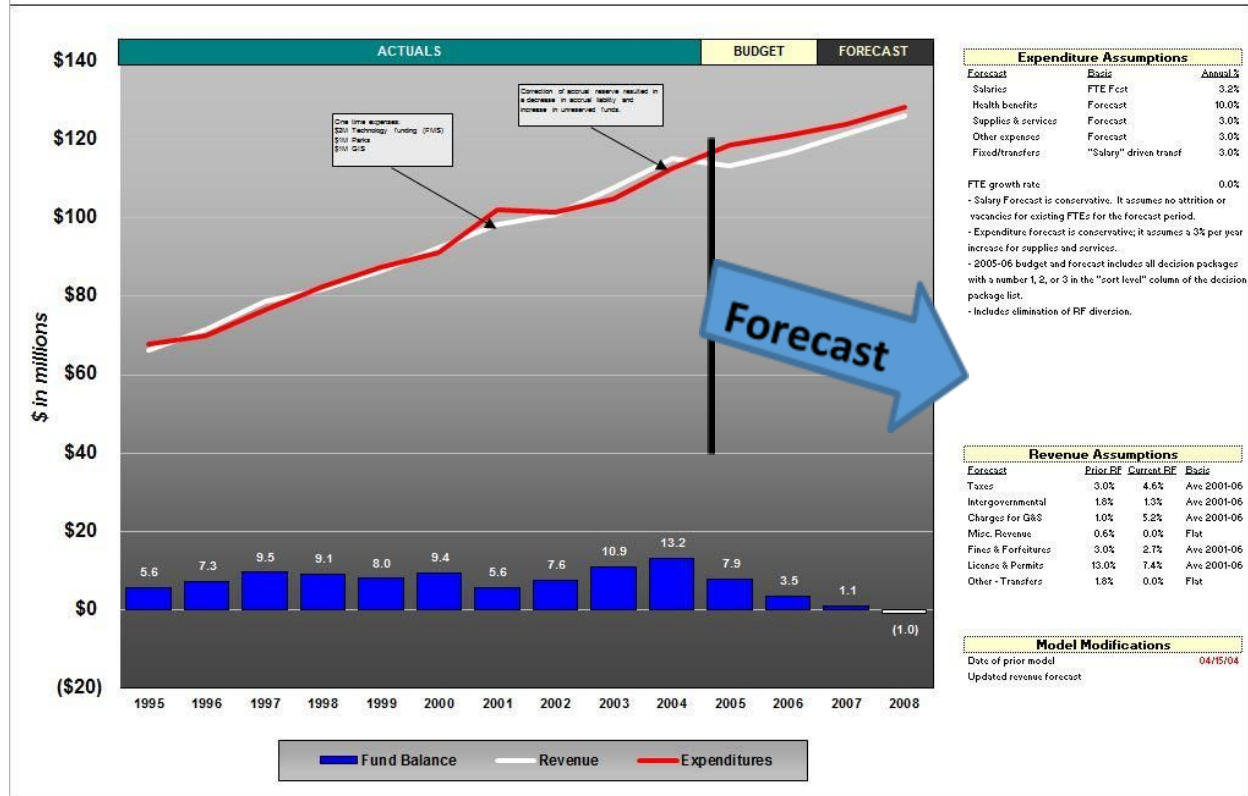 ACTUALS BUDGET FORECAST
$140
$120
$100
$80
$60
$40
$20
$0
($20)
$ in millions
One time expenses:
$2M Technology funding (FMS)
$1M Parks
$1M GIS
Correction of accrual reserve resulted in
a decrease in accrual liability and
increase in unreserved funds.
Forecast
5.6 7.3 9.5 9.1 8.0 9.4 5.6 7.6 10.9 13.2 7.9 3.5 1.1 (1.0)
1995 1996 1997 1998 1999 2000 2001 2002 2003 2004 2005 2006 2007 2008
Fund Balance Revenue Expenditures
Expenditure Assumptions
Forecast Basis Annual %
Salaries FTE Fcst 3.2%
Health benefits Forecast 10.0%
Supplies & services Forecast 3.0%
Other expenses Forecast 3.0%
Fixed/transfers "Salary" driven transf 3.0%
FTE growth rate 0.0%
- Salary Forecast is conservative. It assumes no attrition or
vacancies for existing FTEs for the forecast period.
- Expenditure forecast is conservative; it assumes a 3% per year
increase for supplies and services.
- 2005-06 budget and forecast includes all decision packages
with a number 1, 2, or 3 in the "sort level" column of the decision
package list.
- Includes elimination of RF diversion.
Revenue Assumptions
Forecast Prior RF Current RF Basis
Taxes 3.0% 4.6% Ave 2001-06
Intergovernmental 1.8% 1.3% Ave 2001-06
Charges for G&S 1.0% 5.2% Ave 2001-06
Misc. Revenue 0.6% 0.0% Flat
Fines & Forfeitures 3.0% 2.7% Ave 2001-06
License & Permits 13.0% 7.4% Ave 2001-06
Other - Transfers 1.8% 0.0% Flat
Model Modifications
Date of prior model 04/15/04
Updated revenue forecast